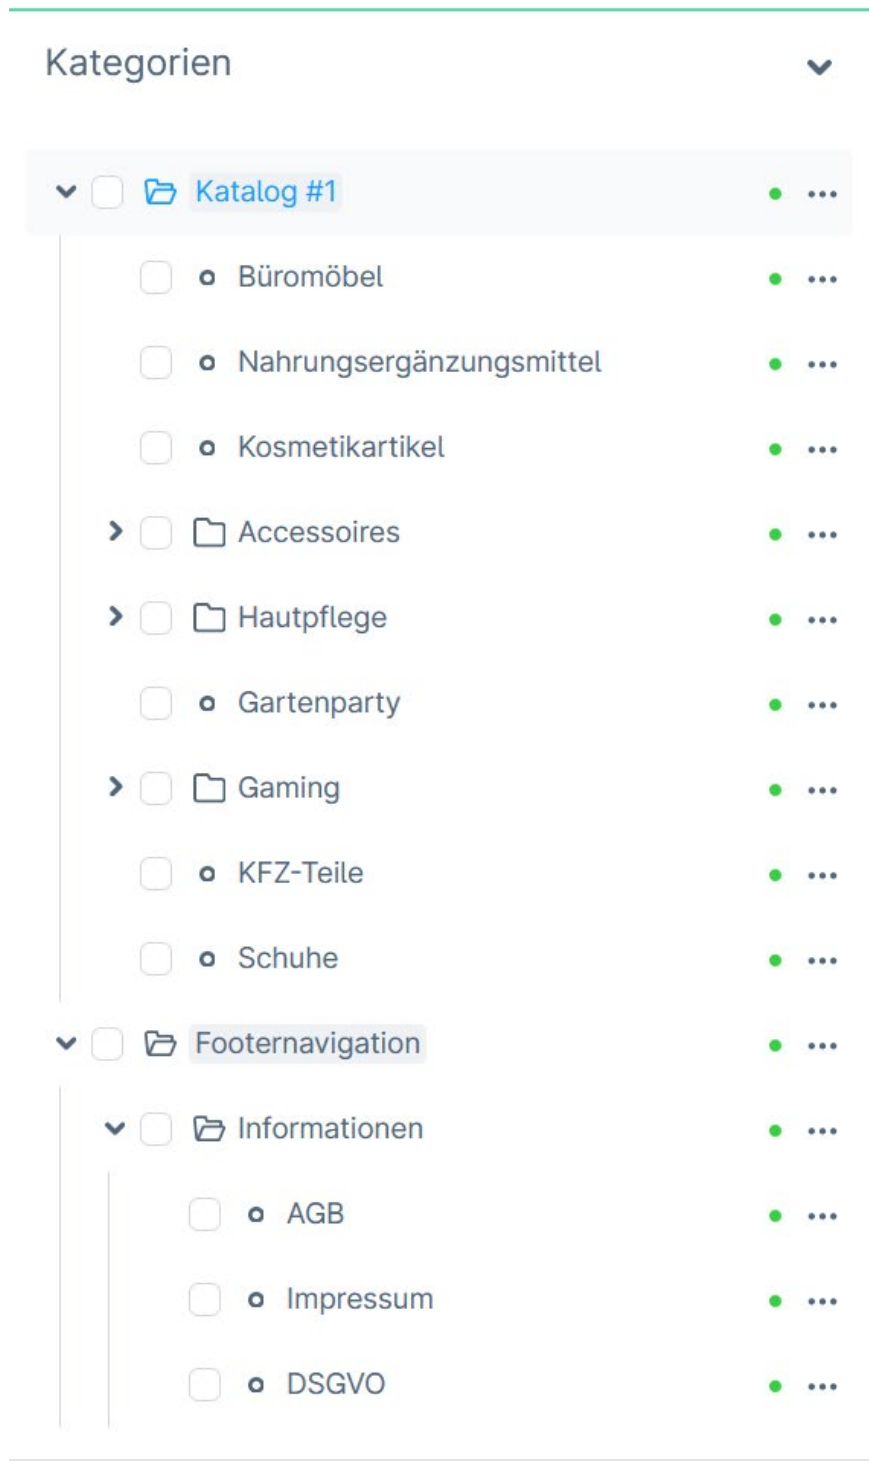 Kategorien
Katalog #1
Büromöbel
Nahrungsergänzungsmittel
Kosmetikartikel
Accessoires
Hautpflege
Gartenparty
Gaming
KFZ-Teile
Schuhe
Footernavigation
Informationen
AGB
Impressum
DSGVO